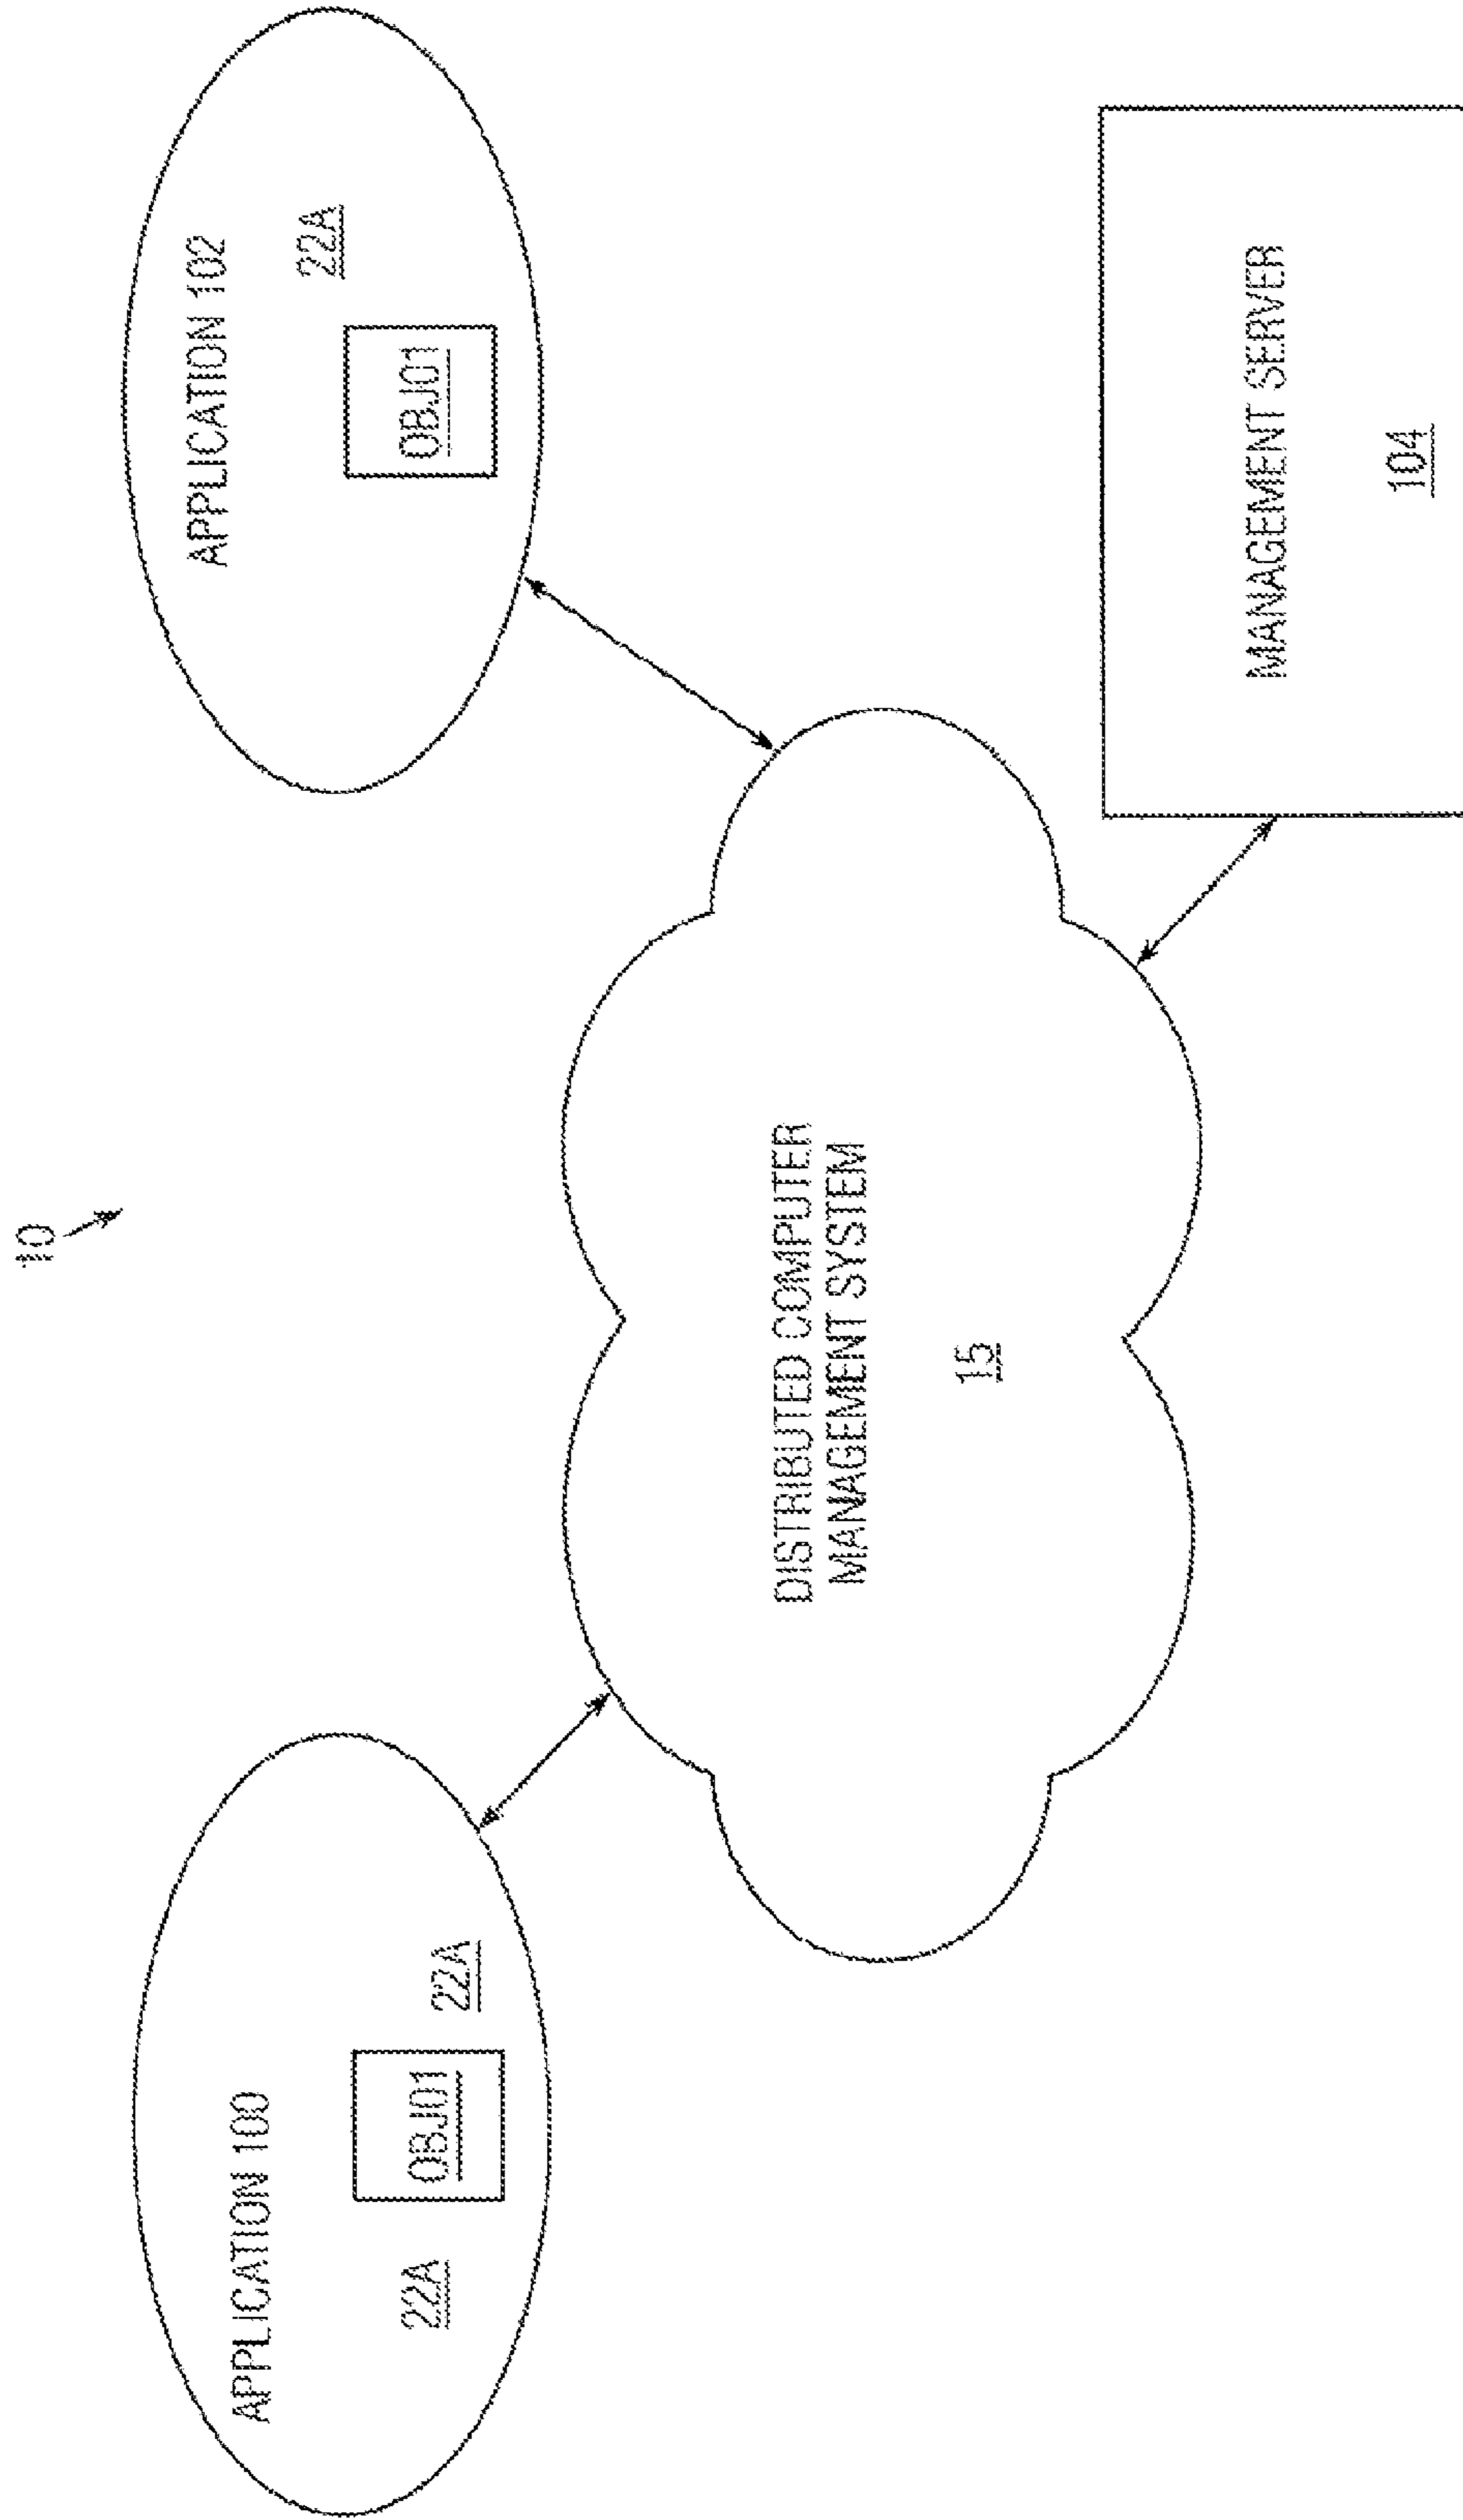 10
APPLICATION 100
22A
OBJ01
22A
APPLICATION 102
22A
OBJ01
DISTRIBUTED COMPUTER
MANAGEMENT SYSTEM
15
MANAGEMENT SERVER
104